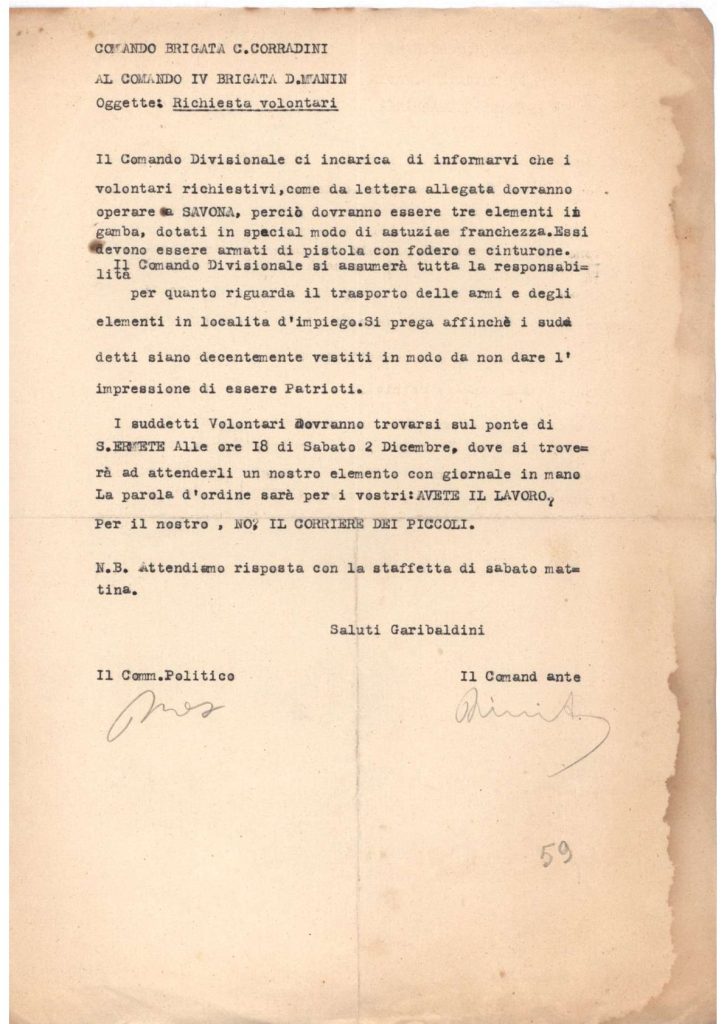 COMANDO BRIGATA C.CORRADINI
AL COMANDO IV BRIGATA D.MANIN
Oggette: Richiesta volontari
Il Comando Divisionale ci incarica di informarvi che i
volontari richiestivi,come da lettera allegata dovranno
operare a SAVONA, perciò dovranno essere tre elementi in
gamba, dotati in special modo di astuziae franchezza.Essi
devono essere armati di pistola con fodero e cinturone.
Il Comando Divisionale si assumerà tutta la responsabi=
lità
per quanto riguarda il trasporto delle armi e degli
elementi in localita d'impiego.Si prega affinchè i sud
detti siano decentemente vestiti in modo da non dare l'
impressione di essere Patrioti.
I suddetti Volontari dovranno trovarsi sul ponte di
S.ERMETE Alle ore I8 di Sabato 2 Dicembre, dove si trove=
rà ad attenderli un nostro elemento con giornale in mano
La parola d'ordine sarà per i vostri:AVETE IL LAVORO?
Per il nostro , NO, IL CORRIERE DEI PICCOLI.
N.B. Attendiamo risposta con la staffetta di sabato mat=
tina.
Saluti Garibaldini
Il Comm.Politico Il Comand ante
59